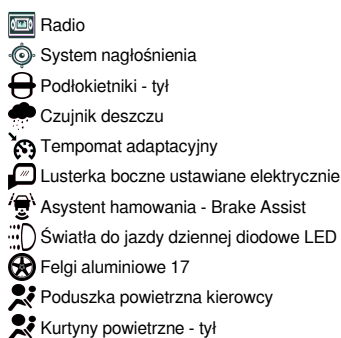 Radio
System nagłośnienia
Podłokietniki - tył
Czujnik deszczu
Tempomat adaptacyjny
Lusterka boczne ustawiane elektrycznie
Asystent hamowania - Brake Assist
Światła do jazdy dziennej diodowe LED
Felgi aluminiowe 17
Poduszka powietrzna kierowcy
Kurtyny powietrzne - tył